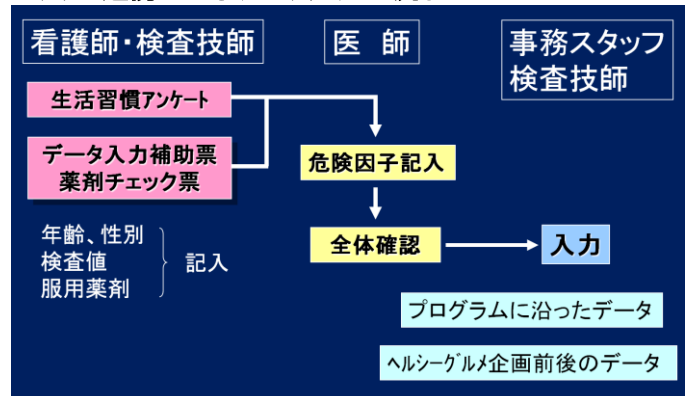 看護師・検査技師
医 師
事務スタッフ
検査技師
生活習慣アンケート
データ入力補助票
薬剤チェック票
危険因子記入
全体確認
入力
年齢、性別
検査値
服用薬剤
記入
プログラムに沿ったデータ
ﾍﾙｼｰグルメ企画前後のデータ